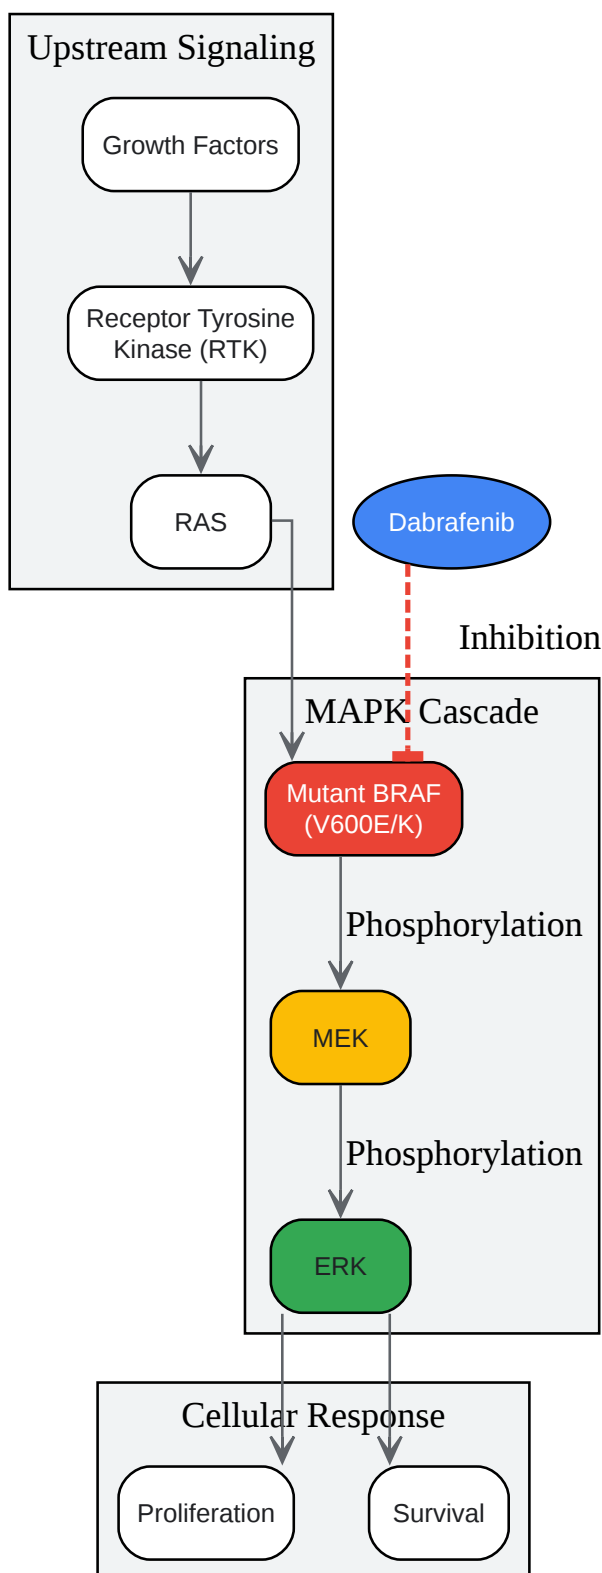 Upstream Signaling
Growth Factors
Receptor Tyrosine
Kinase (RTK)
RAS
Dabrafenib
Inhibition
MAPK Cascade
Mutant BRAF
(V600E/K)
Phosphorylation
MEK
Phosphorylation
ERK
Cellular Response
Proliferation
Survival